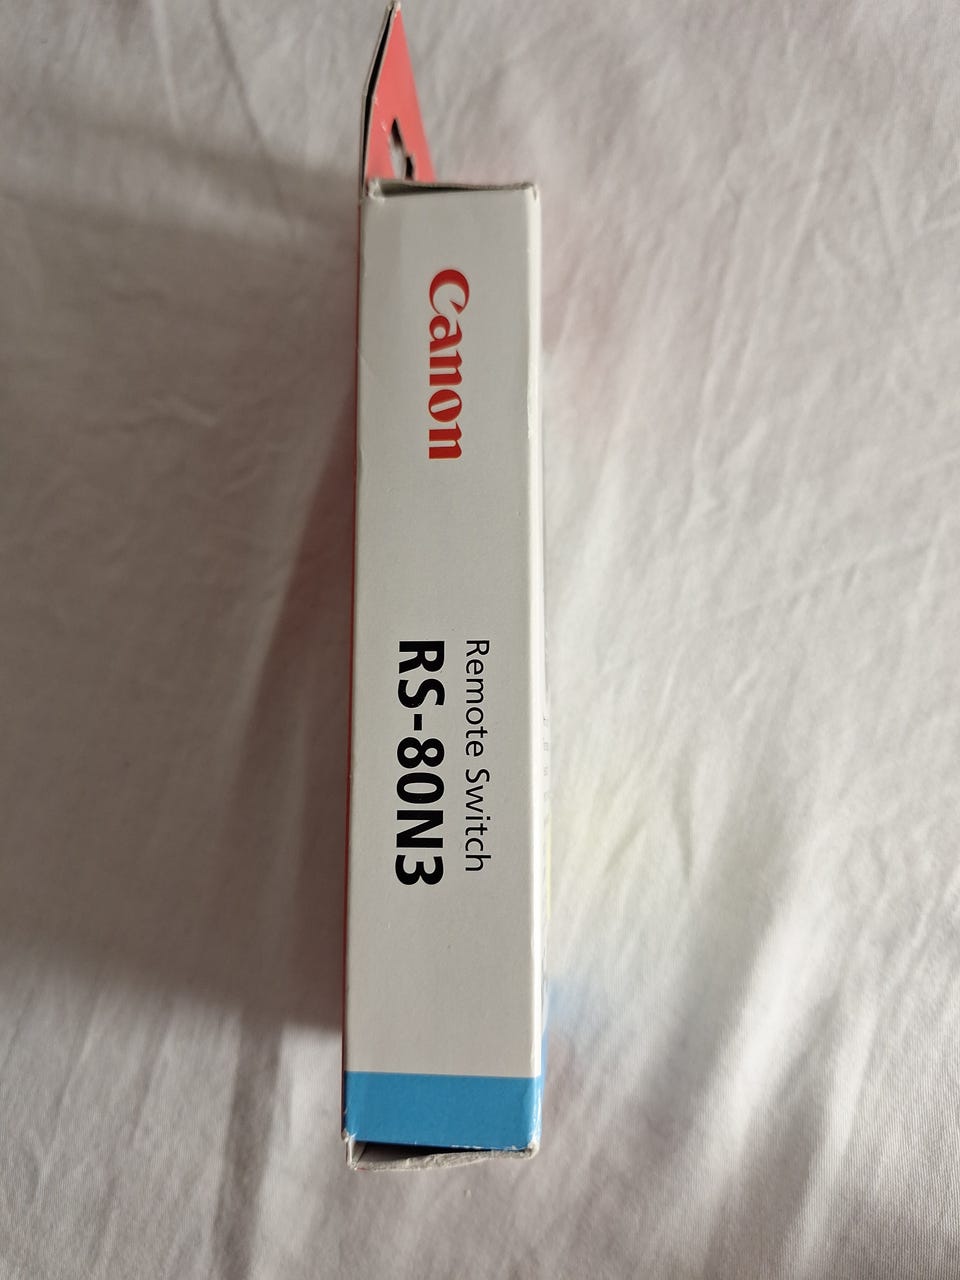 Canon
Remote Switch
RS-80N3